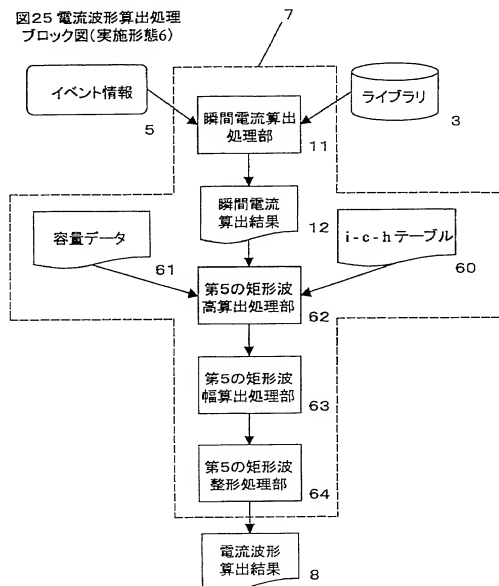 図25 電流波形算出処理
ブロック図(実施形態6)
7
イベント情報
5
ライブラリ
3
瞬間電流算出
処理部
11
瞬間電流
算出結果
12
容量データ
61
i-c-hテーブル
60
第5の矩形波
高算出処理部
62
第5の矩形波
幅算出処理部
63
第5の矩形波
整形処理部
64
電流波形
算出結果
8